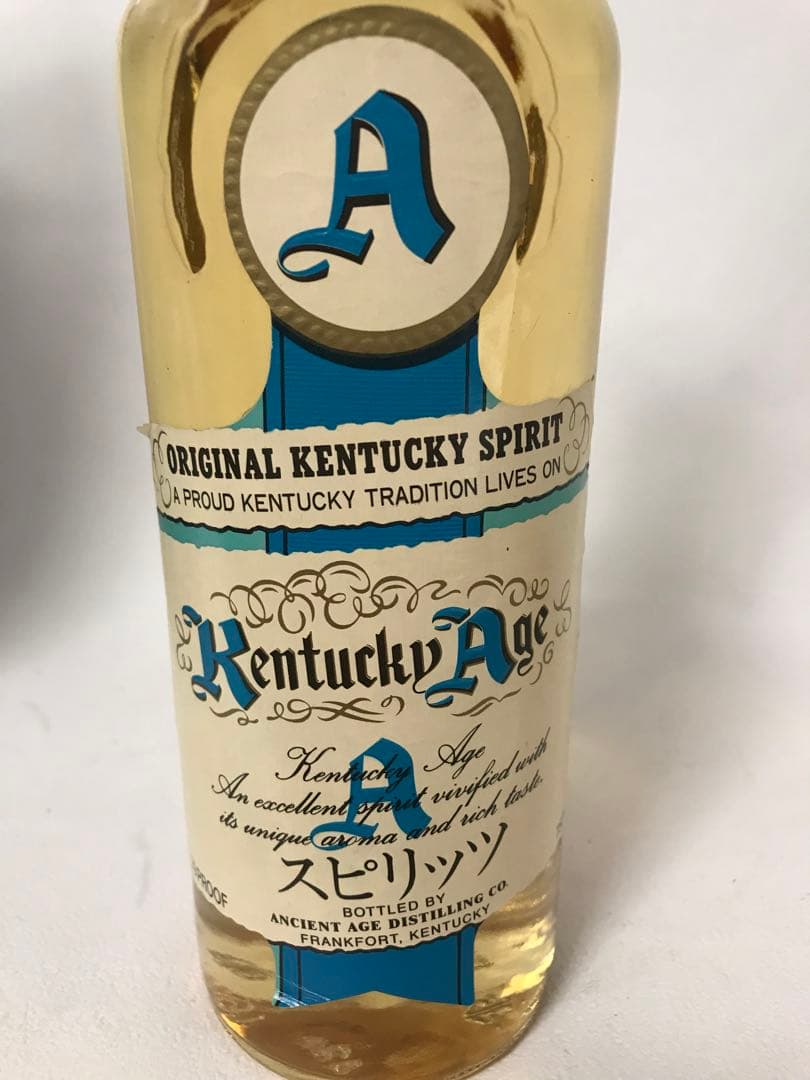 A
ORIGINAL KENTUCKY SPIRIT
A PROUD KENTUCKY TRADITION LIVES ON
Kentucky Age
A
Kentucky Age
An excellent spirit vivified with
its unique aroma and rich taste.
スピリッツ
PROOF
BOTTLED BY
ANCIENT AGE DISTILLING CO.
FRANKFORT, KENTUCKY